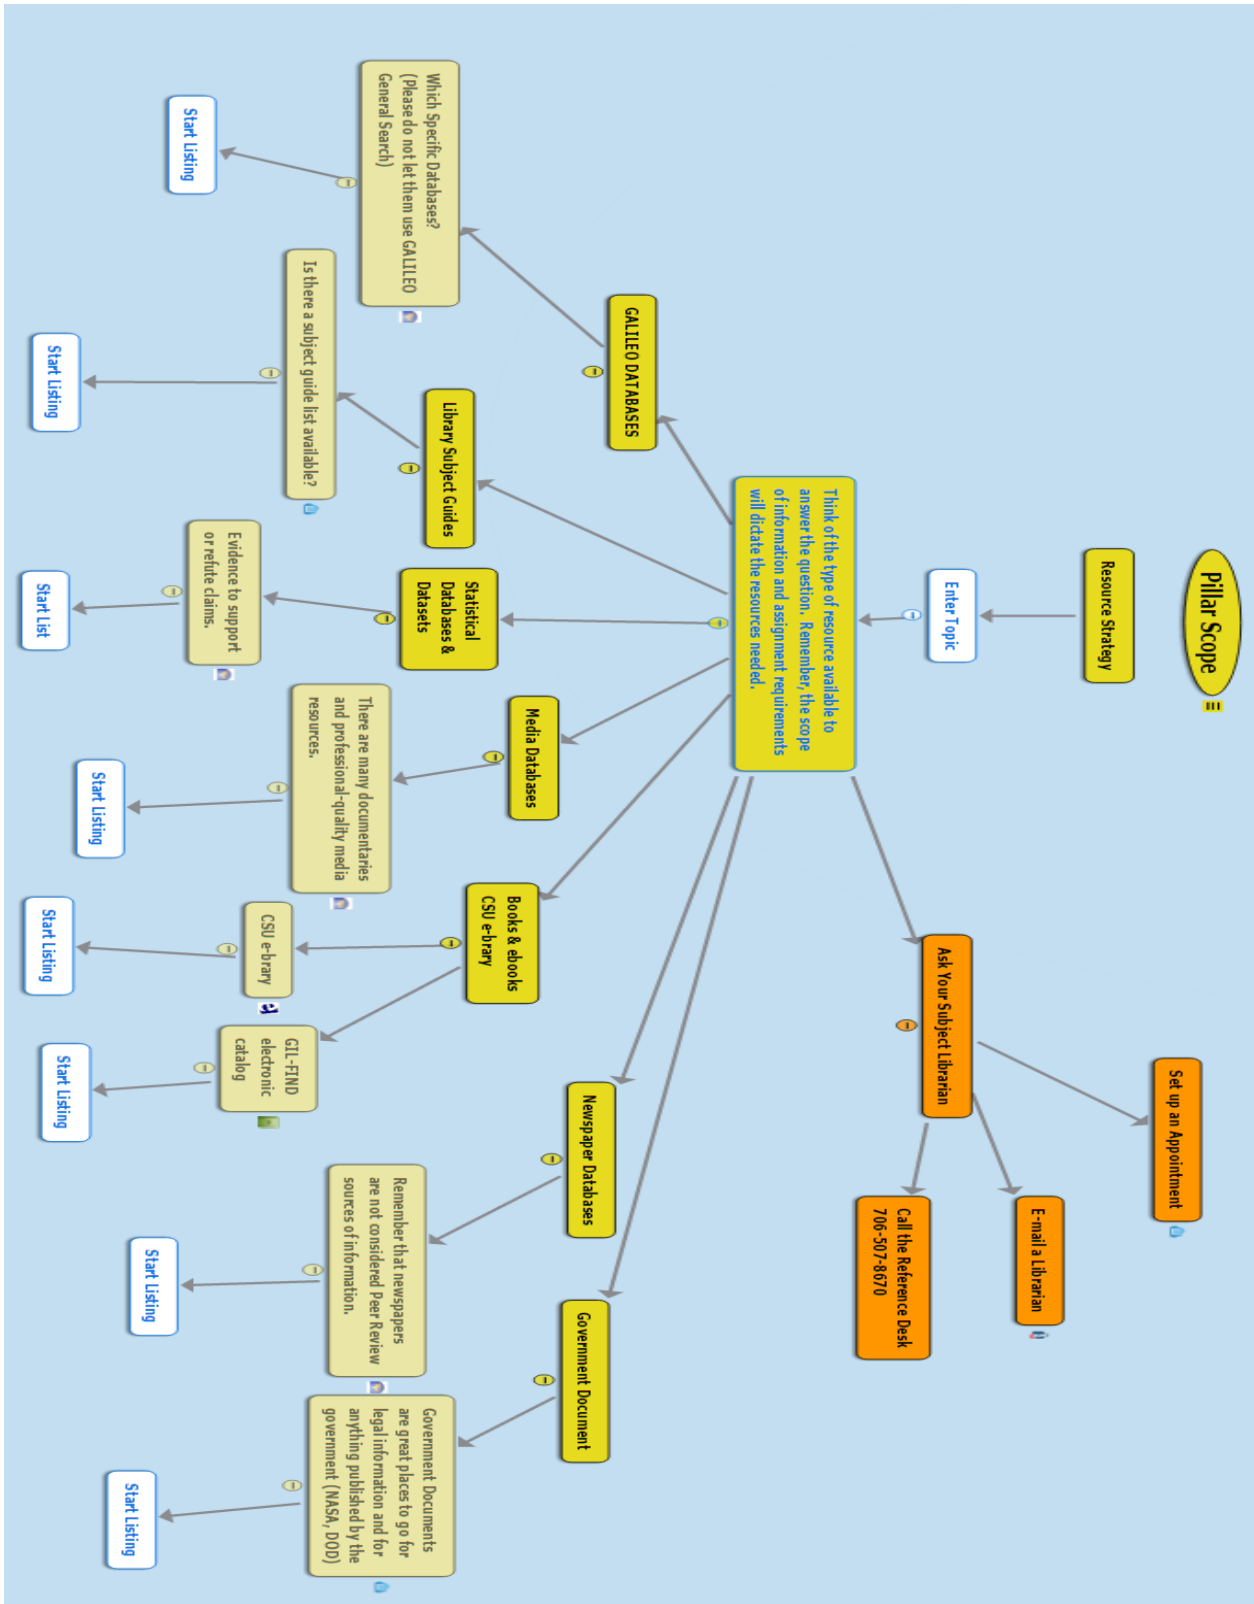 Pillar Scope
Resource Strategy
Enter Topic
Think of the type of resource available to
answer the question. Remember, the scope
of information and assignment requirements
will dictate the resources needed.
Set up an Appointment
E-mail a Librarian
Call the Reference Desk
706-507-8670
Ask Your Subject Librarian
GALILEO DATABASES
Which Specific Databases?
(Please do not let them use GALILEO
General Search)
Start Listing
Library Subject Guides
Is there a subject guide list available?
Start Listing
Statistical
Databases &
Datasets
Evidence to support
or refute claims.
Start List
Media Databases
There are many documentaries
and professional-quality media
resources.
Start Listing
Books & ebooks
CSU e-brary
CSU e-brary
Start Listing
GIL-FIND
electronic
catalog
Start Listing
Newspaper Databases
Remember that newspapers
are not considered Peer Review
sources of information.
Start Listing
Government Document
Government Documents
are great places to go for
legal information and for
anything published by the
government (NASA, DOD)
Start Listing